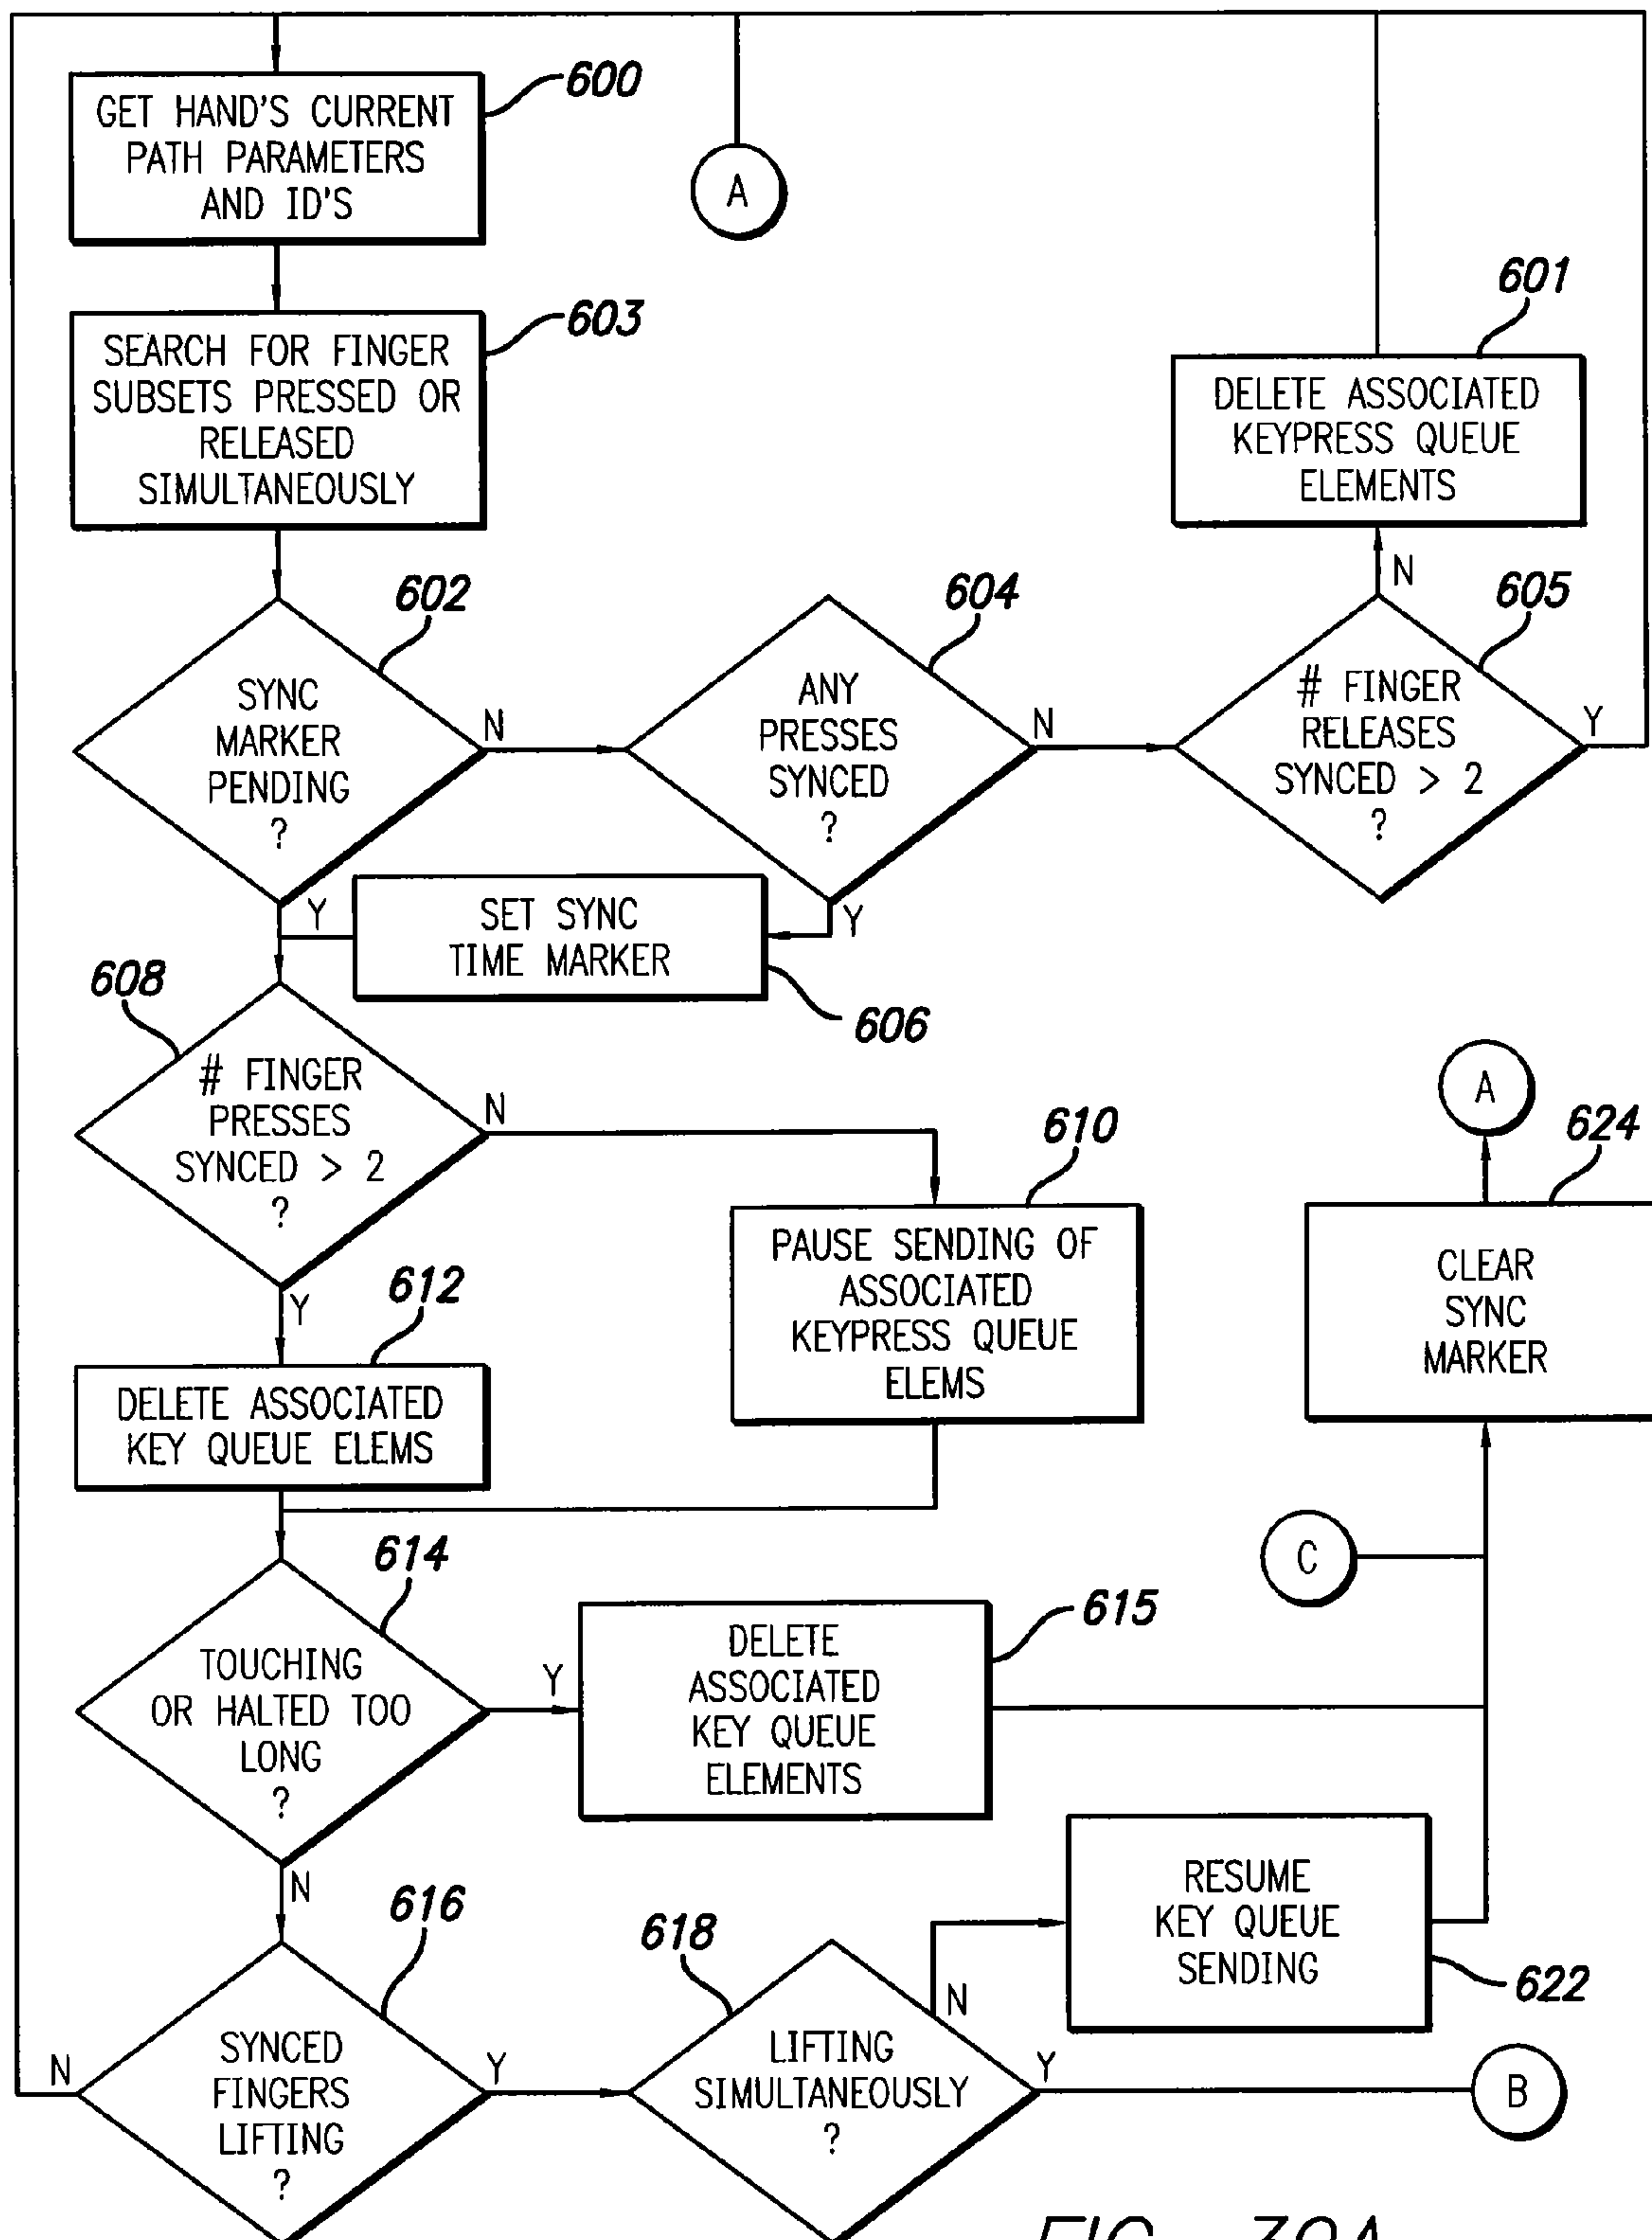 600
GET HAND'S CURRENT
PATH PARAMETERS
AND ID'S
A
603
SEARCH FOR FINGER
SUBSETS PRESSED OR
RELEASED
SIMULTANEOUSLY
601
DELETE ASSOCIATED
KEYPRESS QUEUE
ELEMENTS
N
602
SYNC
MARKER
PENDING
?
N
Y
604
ANY
PRESSES
SYNCED
?
N
Y
605
# FINGER
RELEASES
SYNCED > 2
?
Y
SET SYNC
TIME MARKER
606
608
# FINGER
PRESSES
SYNCED > 2
?
N
Y
610
PAUSE SENDING OF
ASSOCIATED
KEYPRESS QUEUE
ELEMS
A
624
CLEAR
SYNC
MARKER
612
DELETE ASSOCIATED
KEY QUEUE ELEMS
C
614
TOUCHING
OR HALTED TOO
LONG
?
Y
N
615
DELETE
ASSOCIATED
KEY QUEUE
ELEMENTS
RESUME
KEY QUEUE
SENDING
622
616
SYNCED
FINGERS
LIFTING
?
N
Y
618
LIFTING
SIMULTANEOUSLY
?
N
Y
B
FIG. 39A